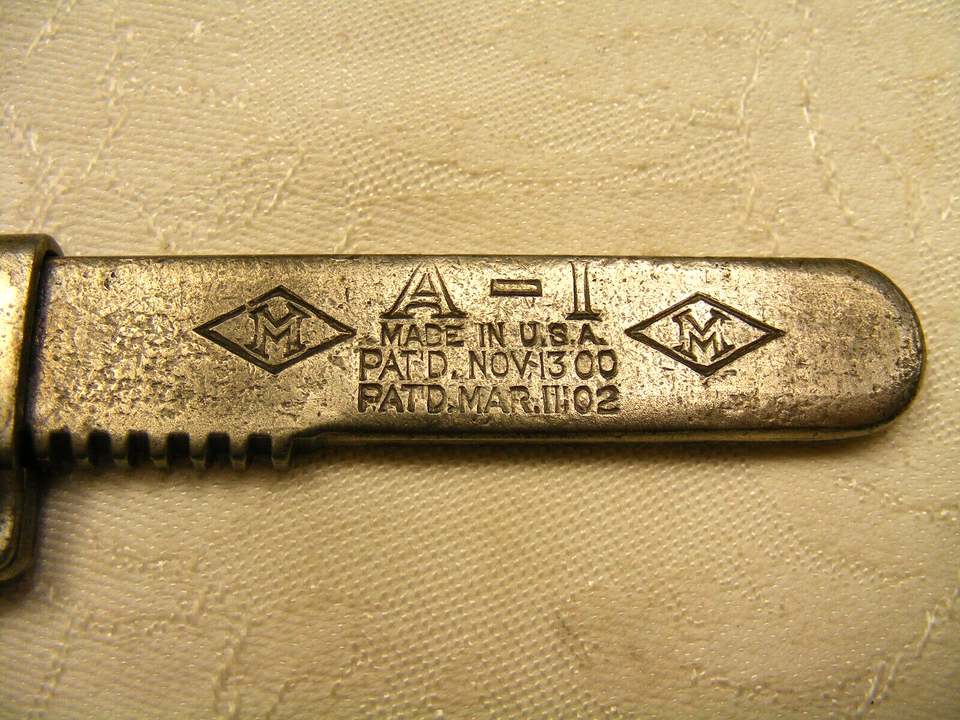 A-1
M MADE IN U.S.A. M
PAT'D. NOV-13 00
PAT'D. MAR. 11-02